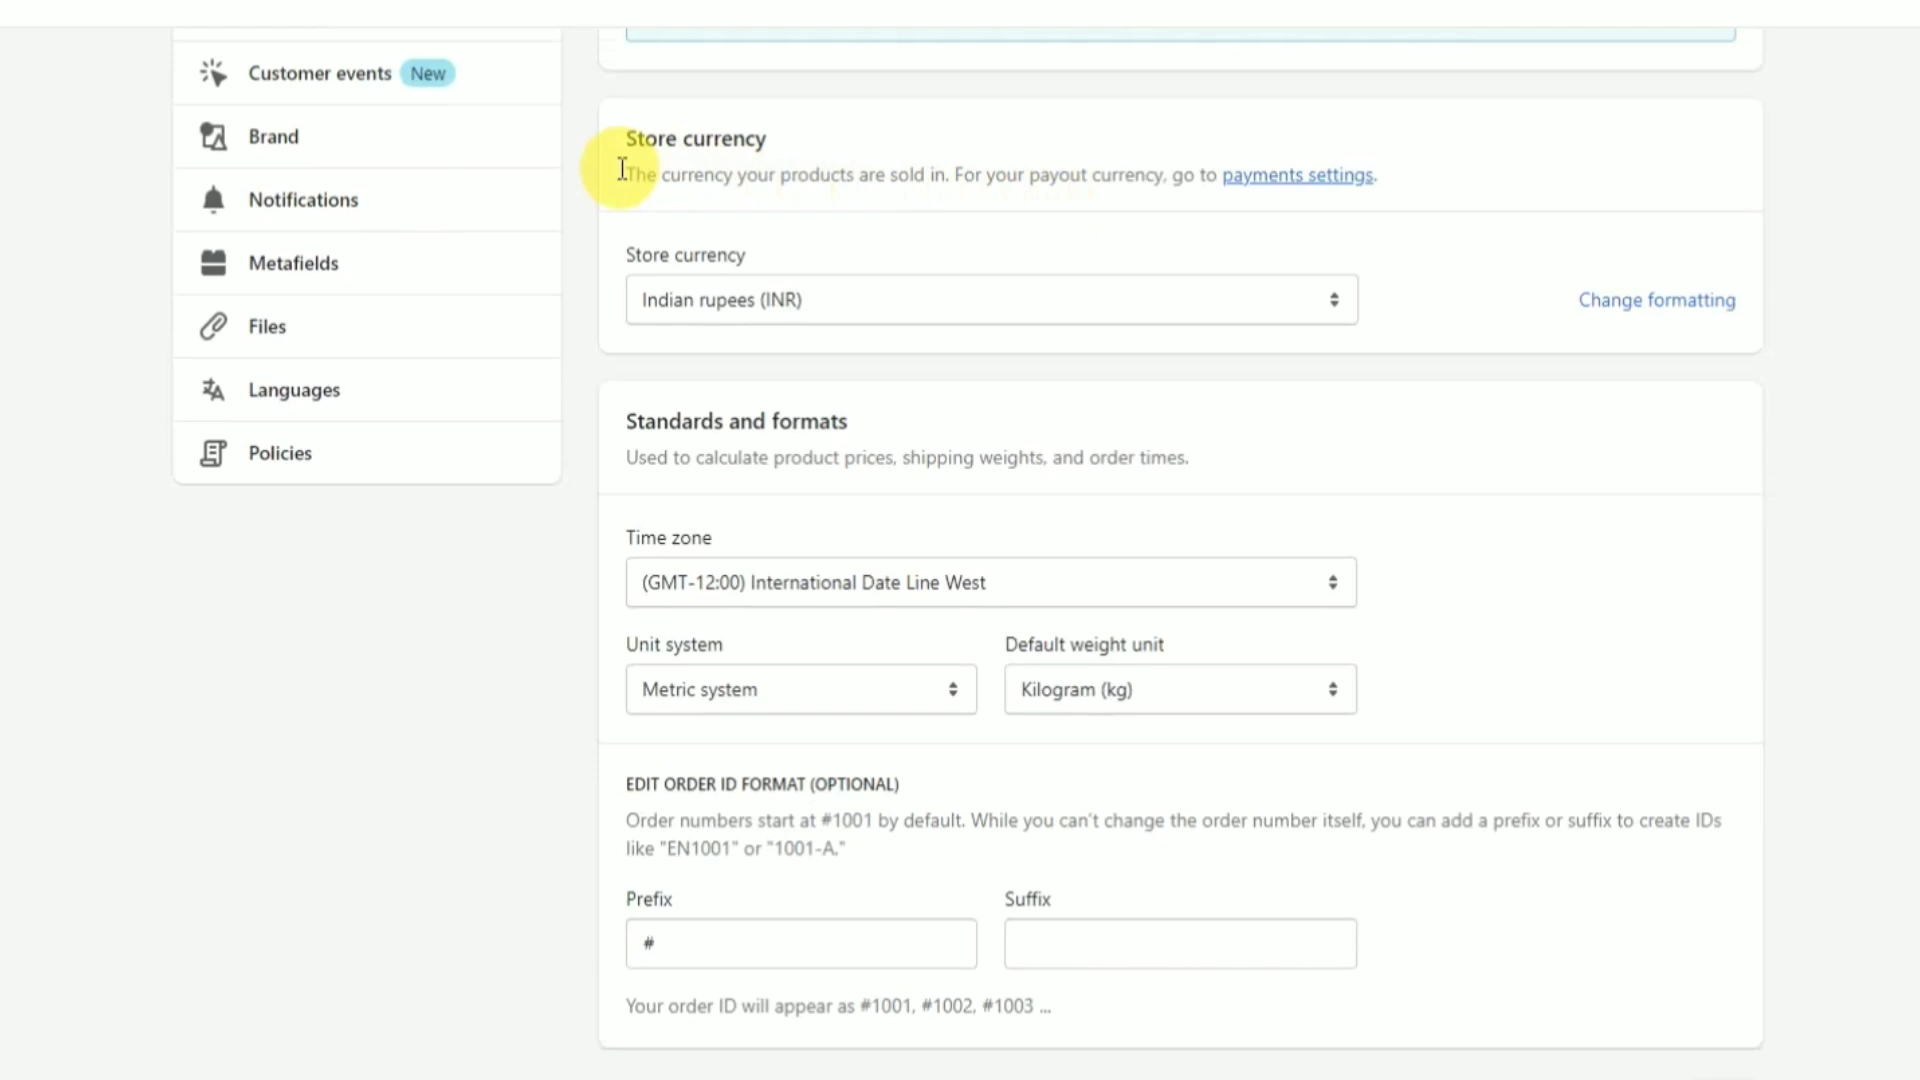 Customer events New
Brand
Notifications
Metafields
Files
Languages
Policies
Store currency
The currency your products are sold in. For your payout currency, go to payments settings.
Store currency
Indian rupees (INR)
Change formatting
Standards and formats
Used to calculate product prices, shipping weights, and order times.
Time zone
(GMT-12:00) International Date Line West
Unit system
Default weight unit
Metric system
Kilogram (kg)
EDIT ORDER ID FORMAT (OPTIONAL)
Order numbers start at #1001 by default. While you can't change the order number itself, you can add a prefix or suffix to create IDs
like "EN1001" or "1001-A."
Prefix
Suffix
#
Your order ID will appear as #1001, #1002, #1003 ...